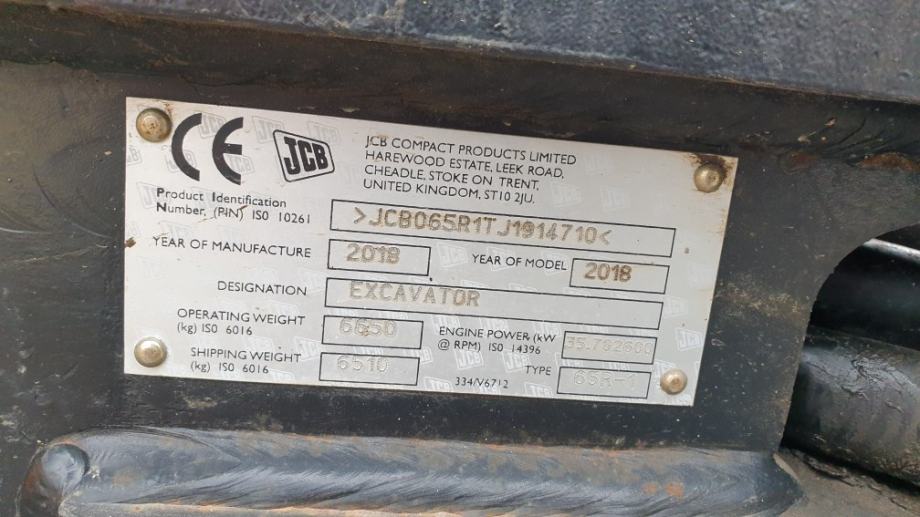 CE
JCB
JCB COMPACT PRODUCTS LIMITED
HAREWOOD ESTATE, LEEK ROAD,
CHEADLE, STOKE ON TRENT,
UNITED KINGDOM, ST10 2JU.
Product Identification
Number, (PIN) ISO 10261
>JCB065R1TJ1914710<
YEAR OF MANUFACTURE 2018 YEAR OF MODEL 2018
DESIGNATION EXCAVATOR
OPERATING WEIGHT
(kg) ISO 6016
6650
ENGINE POWER (kW
@ RPM) ISO 14396
SHIPPING WEIGHT
(kg) ISO 6016
6510
334/V6712
TYPE 65R-1